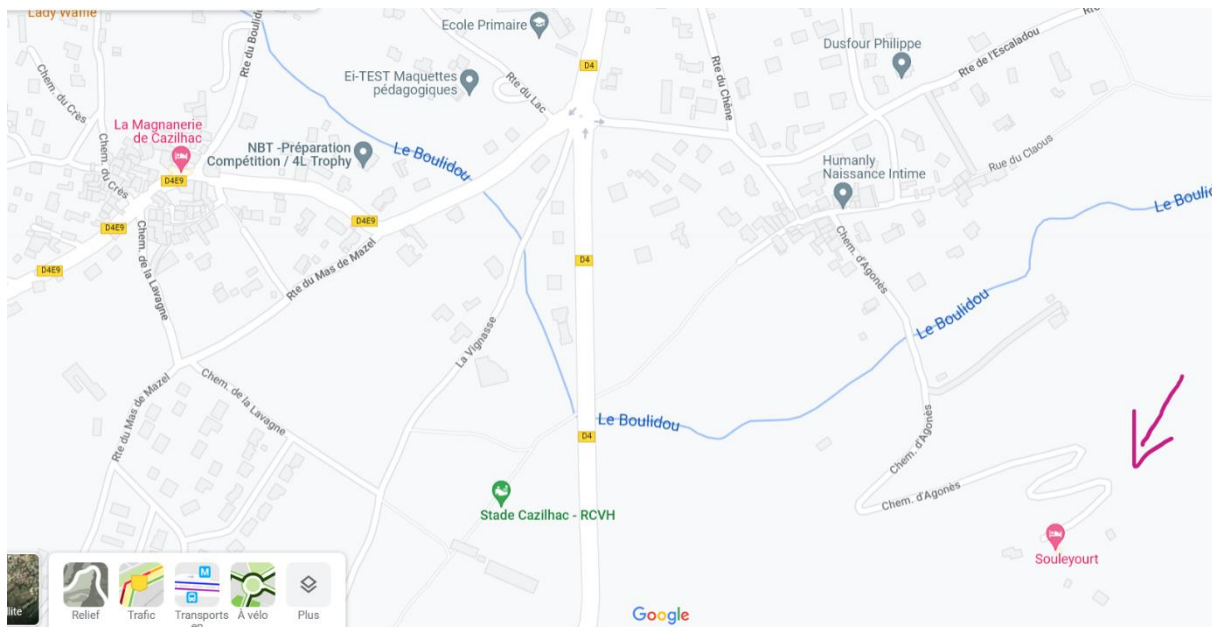 Lady Wame
Chem. du Crès
Chem. du Crès
Rte du Boulidou
Ecole Primaire
Ei-TEST Maquettes
pédagogiques
Rte du Lac
D4
Rte du Chêne
Dusfour Philippe
Rte de l'Escaladou
La Magnanerie
de Cazilhac
D4E9
NBT -Préparation
Compétition / 4L Trophy
Le Boulidou
Humanly
Naissance Intime
Rue du Claous
D4E9
D4E9
D4E9
Chem. de la Lavagne
Rte du Mas de Mazel
D4
Chem. d'Agonès
Le Boulidou
La Vignasse
Rte du Mas de Mazel
Chem. de la Lavagne
Le Boulidou
D4
Chem. d'Agonès
Chem. d'Agonès
Stade Cazilhac - RCVH
Souleyourt
M
Relief
Trafic
Transports
en
À vélo
Plus
Google